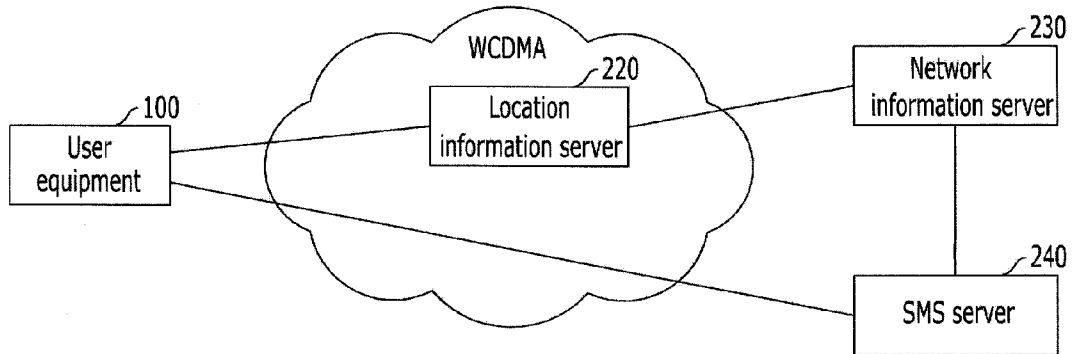 WCDMA
100
User
equipment
220
Location
information server
230
Network
information server
240
SMS server